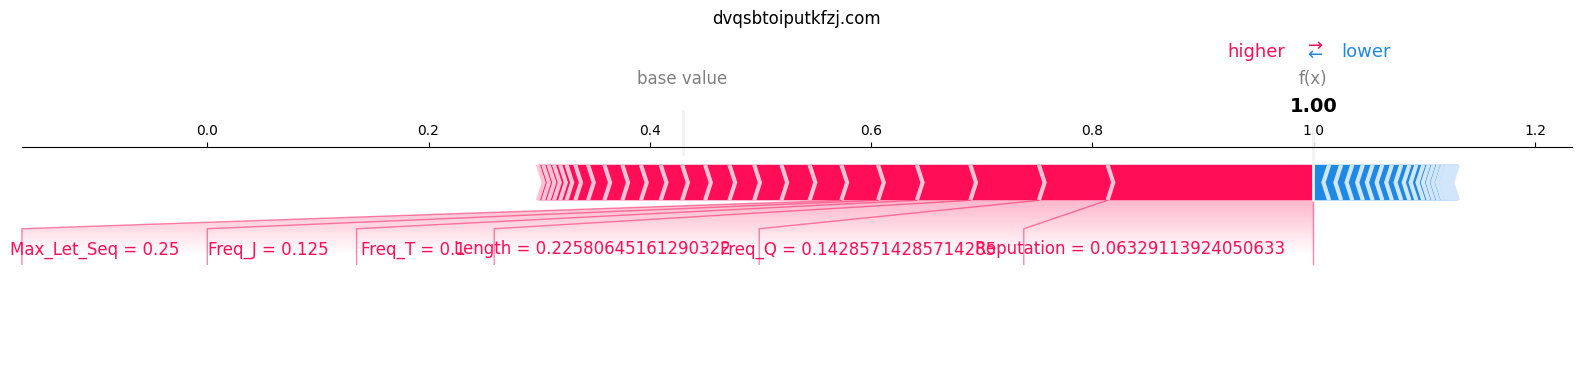 dvqsbtoiputkfzj.com
higher ⇄ lower
base value f(x)
1.00
0.0 0.2 0.4 0.6 0.8 1.0 1.2
Max_Let_Seq = 0.25 Freq_J = 0.125 Freq_T = 0.1 Length = 0.22580645161290322 Freq_Q = 0.14285714285714285 Reputation = 0.06329113924050633